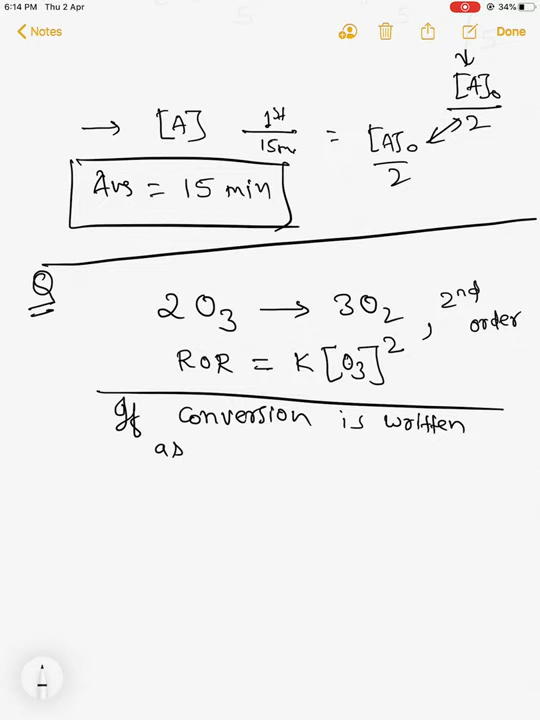 6:14 PM Thu 2 Apr
34%
Notes
Done
[A]₀
2
→ [A] 1st = [A]₀
15m 2
Ans = 15 min
Q
2O₃ → 3O₂, 2nd order
ROR = K[O₃]²
If conversion is written
as